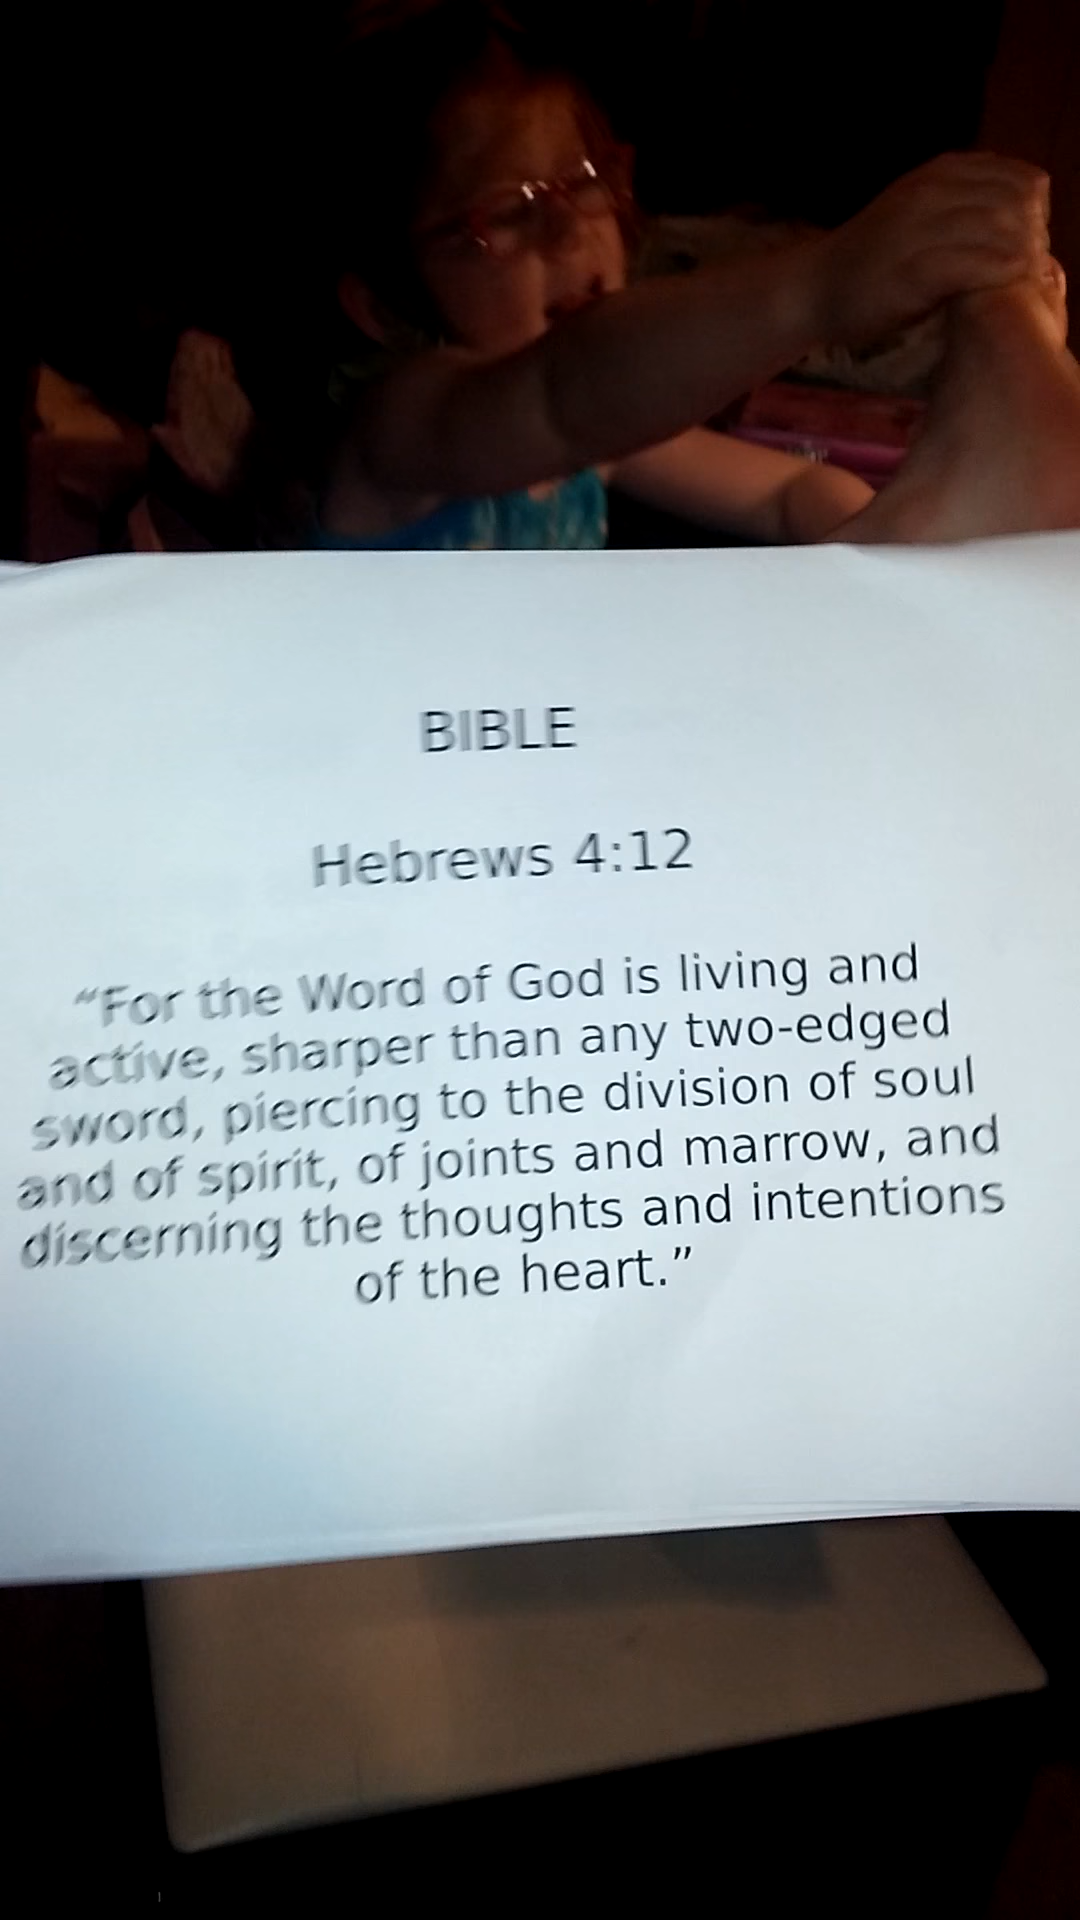 BIBLE
Hebrews 4:12
“For the Word of God is living and
active, sharper than any two-edged
sword, piercing to the division of soul
and of spirit, of joints and marrow, and
discerning the thoughts and intentions
of the heart.”